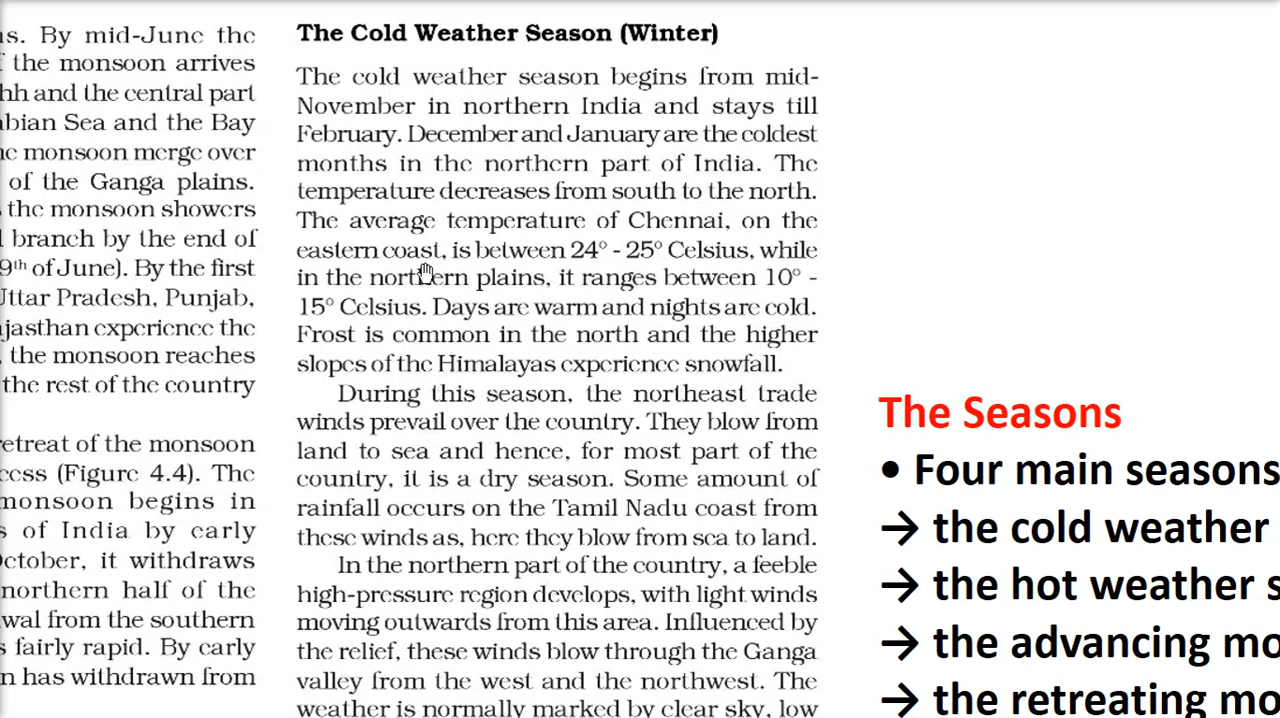 ns. By mid-June the
f the monsoon arrives
hh and the central part
abian Sea and the Bay
he monsoon merge over
of the Ganga plains.
the monsoon showers
branch by the end of
9th of June). By the first
Uttar Pradesh, Punjab,
ajasthan experience the
, the monsoon reaches
the rest of the country
retreat of the monsoon
cess (Figure 4.4). The
monsoon begins in
s of India by early
October, it withdraws
northern half of the
awal from the southern
s fairly rapid. By early
n has withdrawn from
The Cold Weather Season (Winter)
The cold weather season begins from mid-
November in northern India and stays till
February. December and January are the coldest
months in the northern part of India. The
temperature decreases from south to the north.
The average temperature of Chennai, on the
eastern coast, is between 24° - 25° Celsius, while
in the northern plains, it ranges between 10° -
15° Celsius. Days are warm and nights are cold.
Frost is common in the north and the higher
slopes of the Himalayas experience snowfall.
During this season, the northeast trade
winds prevail over the country. They blow from
land to sea and hence, for most part of the
country, it is a dry season. Some amount of
rainfall occurs on the Tamil Nadu coast from
these winds as, here they blow from sea to land.
In the northern part of the country, a feeble
high-pressure region develops, with light winds
moving outwards from this area. Influenced by
the relief, these winds blow through the Ganga
valley from the west and the northwest. The
weather is normally marked by clear sky, low
The Seasons
• Four main seasons
→ the cold weather
→ the hot weather s
→ the advancing mo
→ the retreating mo